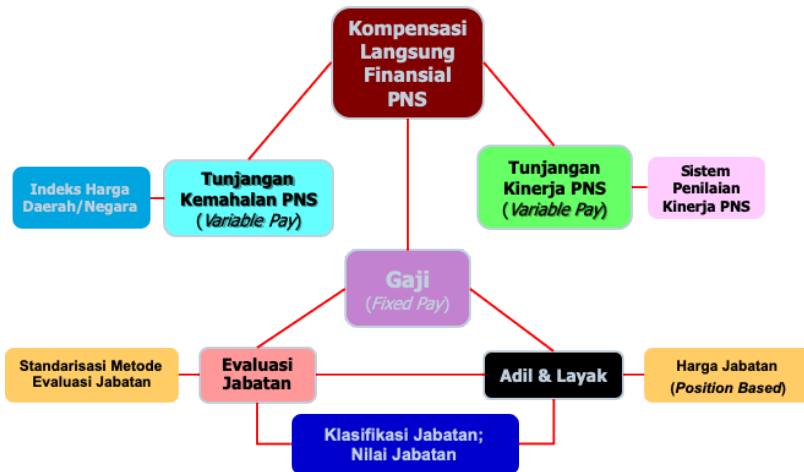 Kompensasi
Langsung
Finansial
PNS
Indeks Harga
Daerah/Negara
Tunjangan
Kemahalan PNS
(Variable Pay)
Tunjangan
Kinerja PNS
(Variable Pay)
Sistem
Penilaian
Kinerja PNS
Gaji
(Fixed Pay)
Standarisasi Metode
Evaluasi Jabatan
Evaluasi
Jabatan
Adil & Layak
Harga Jabatan
(Position Based)
Klasifikasi Jabatan;
Nilai Jabatan